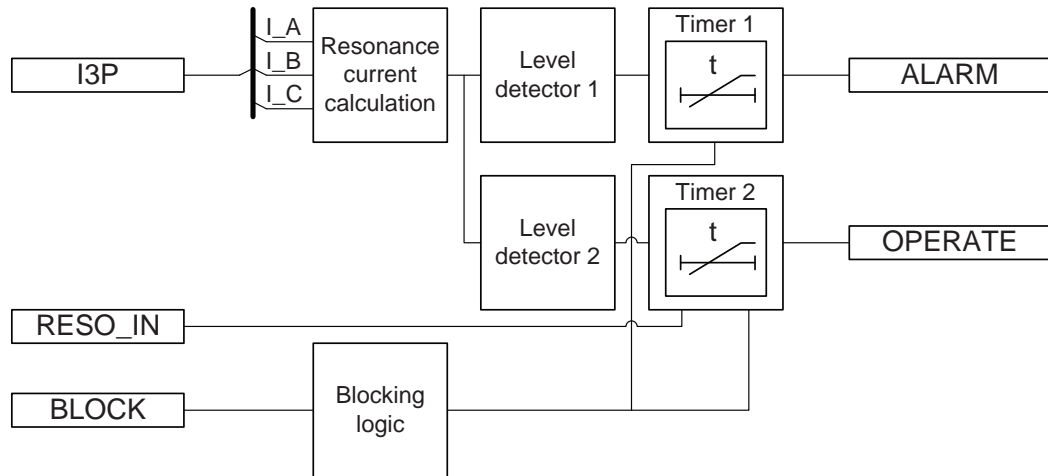 I3P
I_A
I_B
I_C
Resonance
current
calculation
Level
detector 1
Timer 1
t
ALARM
Level
detector 2
Timer 2
t
OPERATE
RESO_IN
BLOCK
Blocking
logic